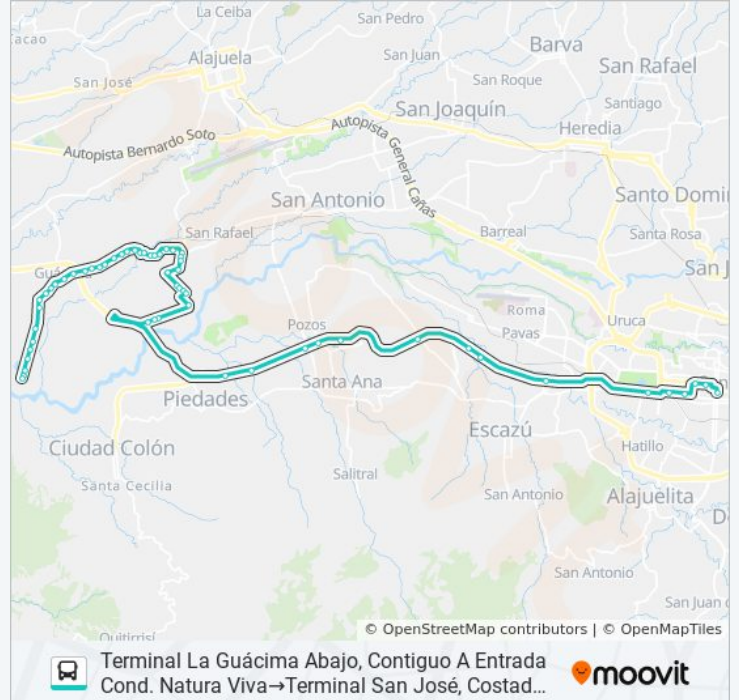 La Ceiba
San Pedro
acao
Alajuela
San Juan
Barva
San Rafael
San José
San Roque
San Joaquín
Santiago
Autopista Bernardo Soto
Autopista General Cañas
Heredia
San Antonio
Santo Domi
San Rafael
Barreal
Santa Rosa
Guá
San J
Roma
Pozos
Pavas
Uruca
Santa Ana
Piedades
Escazú
Ciudad Colón
Hatillo
Salitral
Santa Cecilia
San Antonio
Alajuelita
D
San Antonio
San Juan
Quitirrisí
© OpenStreetMap contributors | © OpenMapTiles
Terminal La Guácima Abajo, Contiguo A Entrada
Cond. Natura Viva→Terminal San José, Costad...
moovit